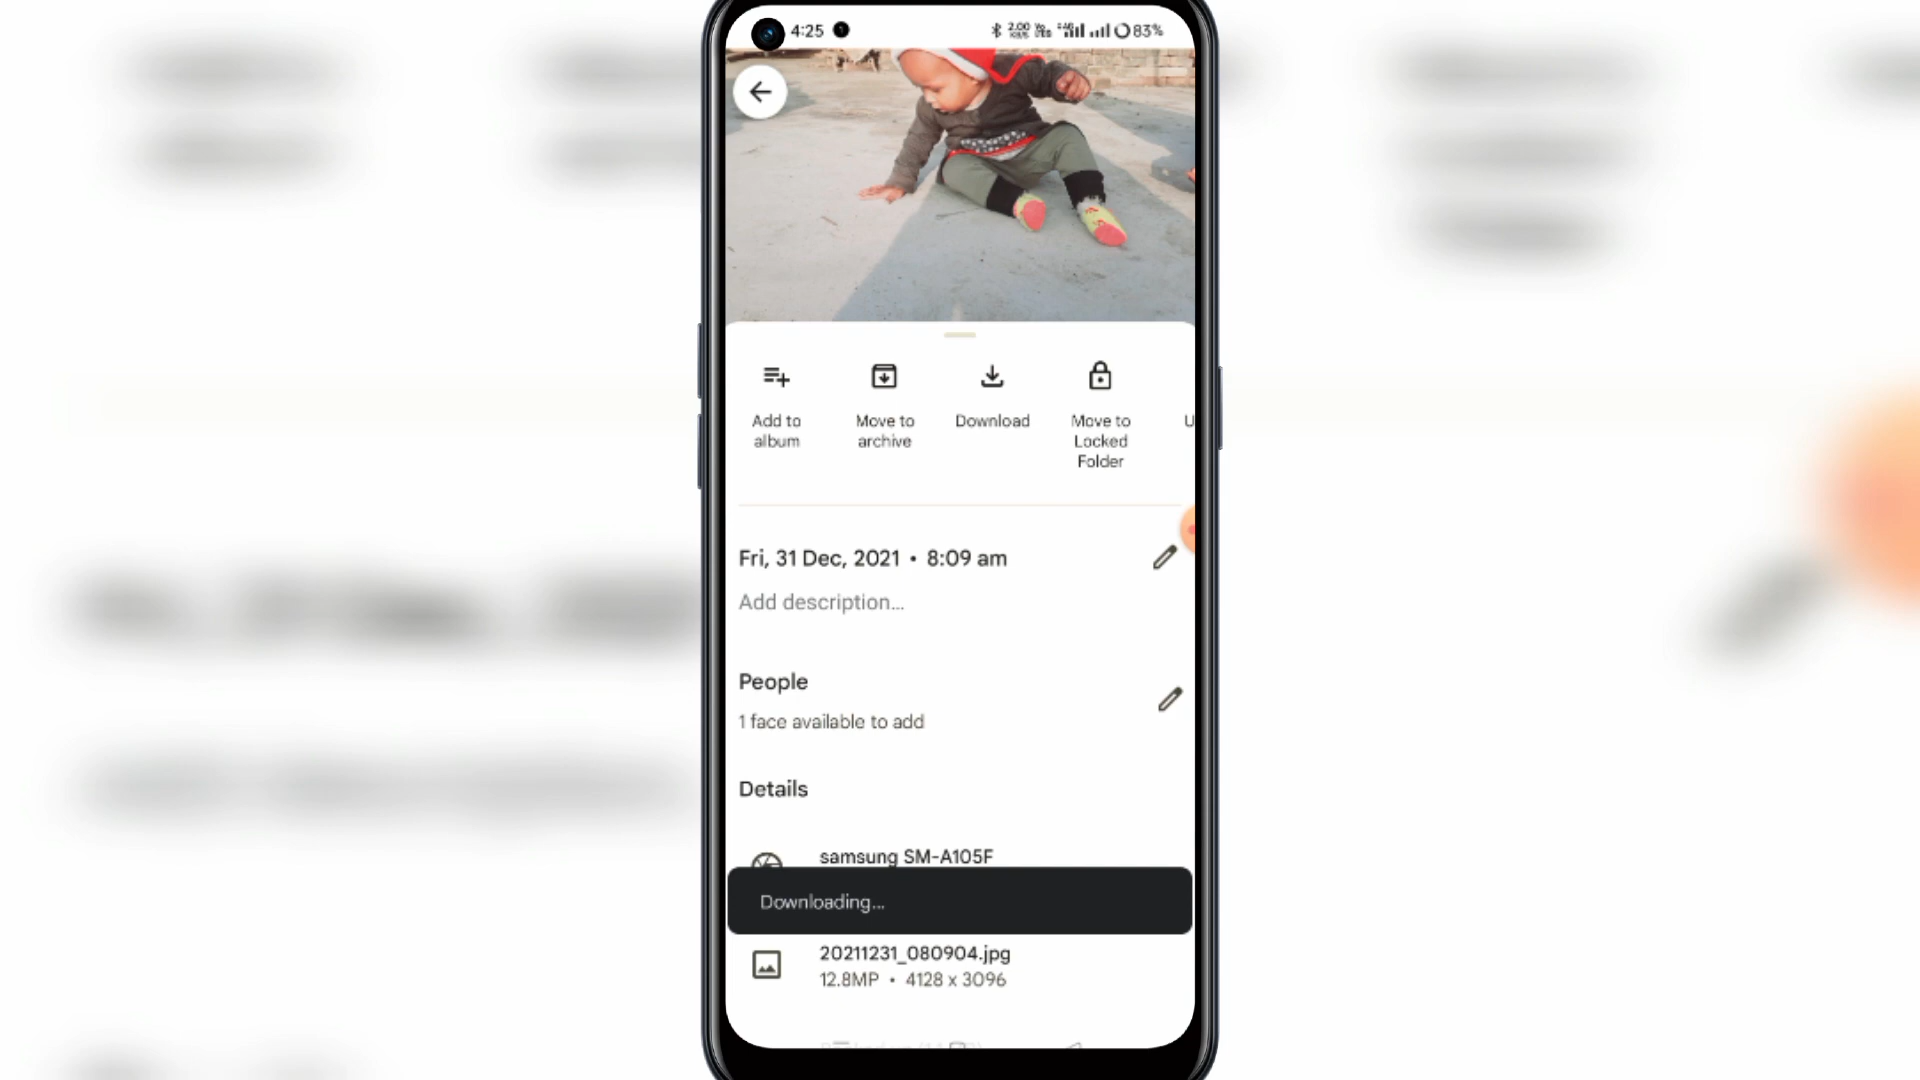 4:25
83%
Add to
album
Move to
archive
Download
Move to
Locked
Folder
U
Fri, 31 Dec, 2021 • 8:09 am
Add description...
People
1 face available to add
Details
samsung SM-A105F
Downloading...
20211231_080904.jpg
12.8MP • 4128 x 3096